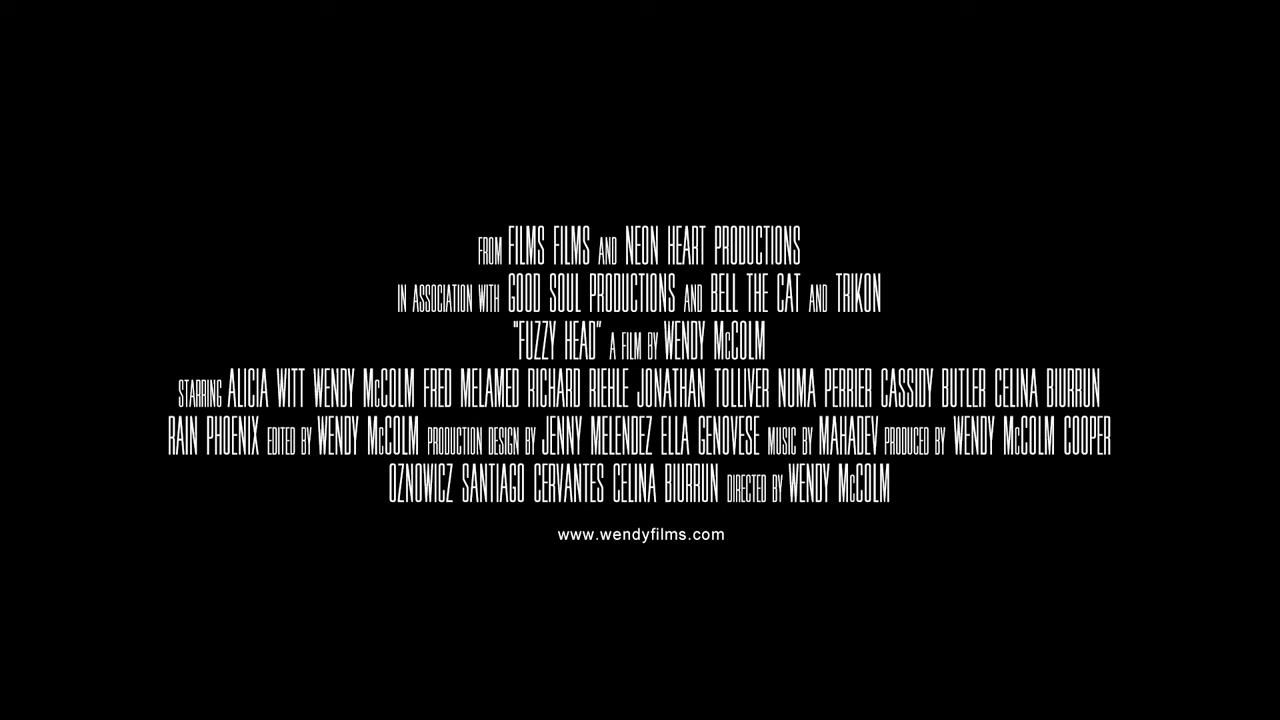 FROM FILMS FILMS AND NEON HEART PRODUCTIONS
IN ASSOCIATION WITH GOOD SOUL PRODUCTIONS AND BELL THE CAT AND TRIKON
"FUZZY HEAD" A FILM BY WENDY McCOLM
STARRING ALICIA WITT WENDY McCOLM FRED MELAMED RICHARD RIEHLE JONATHAN TOLLIVER NUMA PERRIER CASSIDY BUTLER CELINA BIURRUN
RAIN PHOENIX EDITED BY WENDY McCOLM PRODUCTION DESIGN BY JENNY MELENDEZ ELLA GENOVESE MUSIC BY MAHADEV PRODUCED BY WENDY McCOLM COOPER
OZNOWICZ SANTIAGO CERVANTES CELINA BIURRUN DIRECTED BY WENDY McCOLM
www.wendyfilms.com